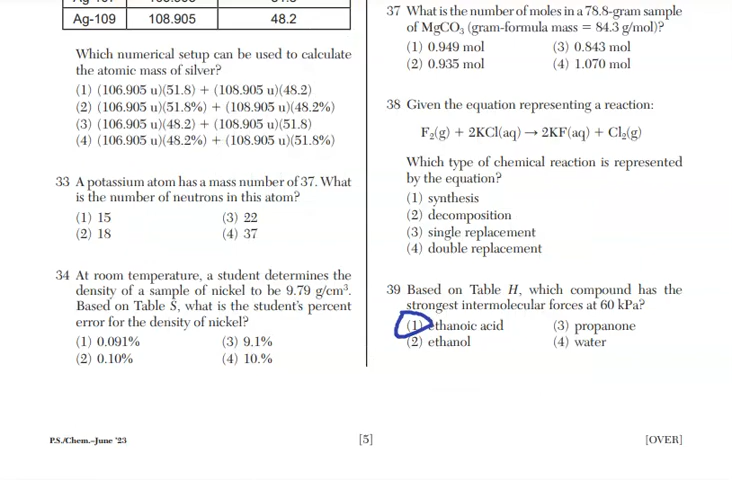 Ag-109 108.905 48.2
Which numerical setup can be used to calculate
the atomic mass of silver?
(1) (106.905 u)(51.8) + (108.905 u)(48.2)
(2) (106.905 u)(51.8%) + (108.905 u)(48.2%)
(3) (106.905 u)(48.2) + (108.905 u)(51.8)
(4) (106.905 u)(48.2%) + (108.905 u)(51.8%)
33 A potassium atom has a mass number of 37. What
is the number of neutrons in this atom?
(1) 15 (3) 22
(2) 18 (4) 37
34 At room temperature, a student determines the
density of a sample of nickel to be 9.79 g/cm³.
Based on Table S, what is the student's percent
error for the density of nickel?
(1) 0.091% (3) 9.1%
(2) 0.10% (4) 10.%
37 What is the number of moles in a 78.8-gram sample
of MgCO₃ (gram-formula mass = 84.3 g/mol)?
(1) 0.949 mol (3) 0.843 mol
(2) 0.935 mol (4) 1.070 mol
38 Given the equation representing a reaction:
F₂(g) + 2KCl(aq) → 2KF(aq) + Cl₂(g)
Which type of chemical reaction is represented
by the equation?
(1) synthesis
(2) decomposition
(3) single replacement
(4) double replacement
39 Based on Table H, which compound has the
strongest intermolecular forces at 60 kPa?
(1) ethanoic acid (3) propanone
(2) ethanol (4) water
P.S./Chem.–June '23 [5] [OVER]